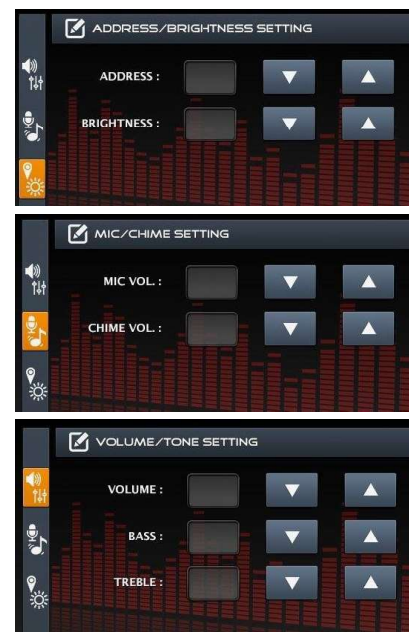 ADDRESS/BRIGHTNESS SETTING
ADDRESS :
BRIGHTNESS :
MIC/CHIME SETTING
MIC VOL. :
CHIME VOL. :
VOLUME/TONE SETTING
VOLUME :
BASS :
TREBLE :